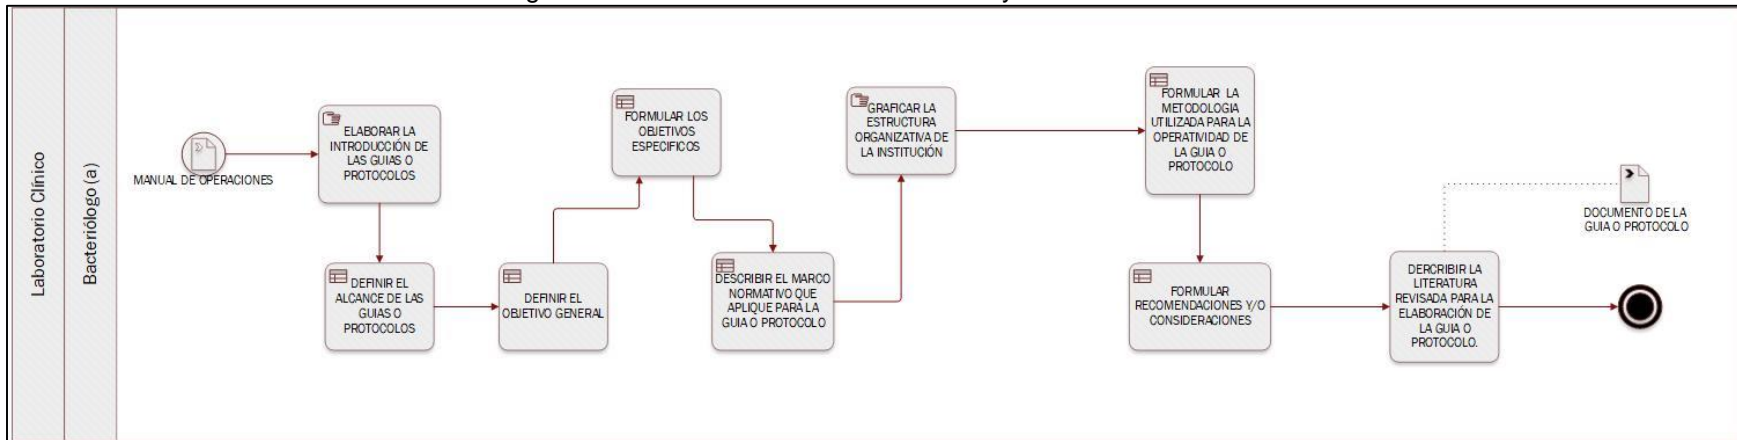 Laboratorio Clínico
Bacteriólogo (a)
MANUAL DE OPERACIONES
ELABORAR LA
INTRODUCCIÓN DE
LAS GUIAS O
PROTOCOLOS
DEFINIR EL
ALCANCE DE LAS
GUIAS O
PROTOCOLOS
DEFINIR EL
OBJETIVO GENERAL
FORMULAR LOS
OBJETIVOS
ESPECIFICOS
DESCRIBIR EL MARCO
NORMATIVO QUE
APLIQUE PARA LA
GUIA O PROTOCOLO
GRAFICAR LA
ESTRUCTURA
ORGANIZATIVA DE
LA INSTITUCIÓN
FORMULAR LA
METODOLOGIA
UTILIZADA PARA LA
OPERATIVIDAD DE
LA GUIA O
PROTOCOLO
FORMULAR
RECOMENDACIONES Y/O
CONSIDERACIONES
DERCRIBIR LA
LITERATURA
REVISADA PARA LA
ELABORACIÓN DE
LA GUIA O
PROTOCOLO.
DOCUMENTO DE LA
GUIA O PROTOCOLO